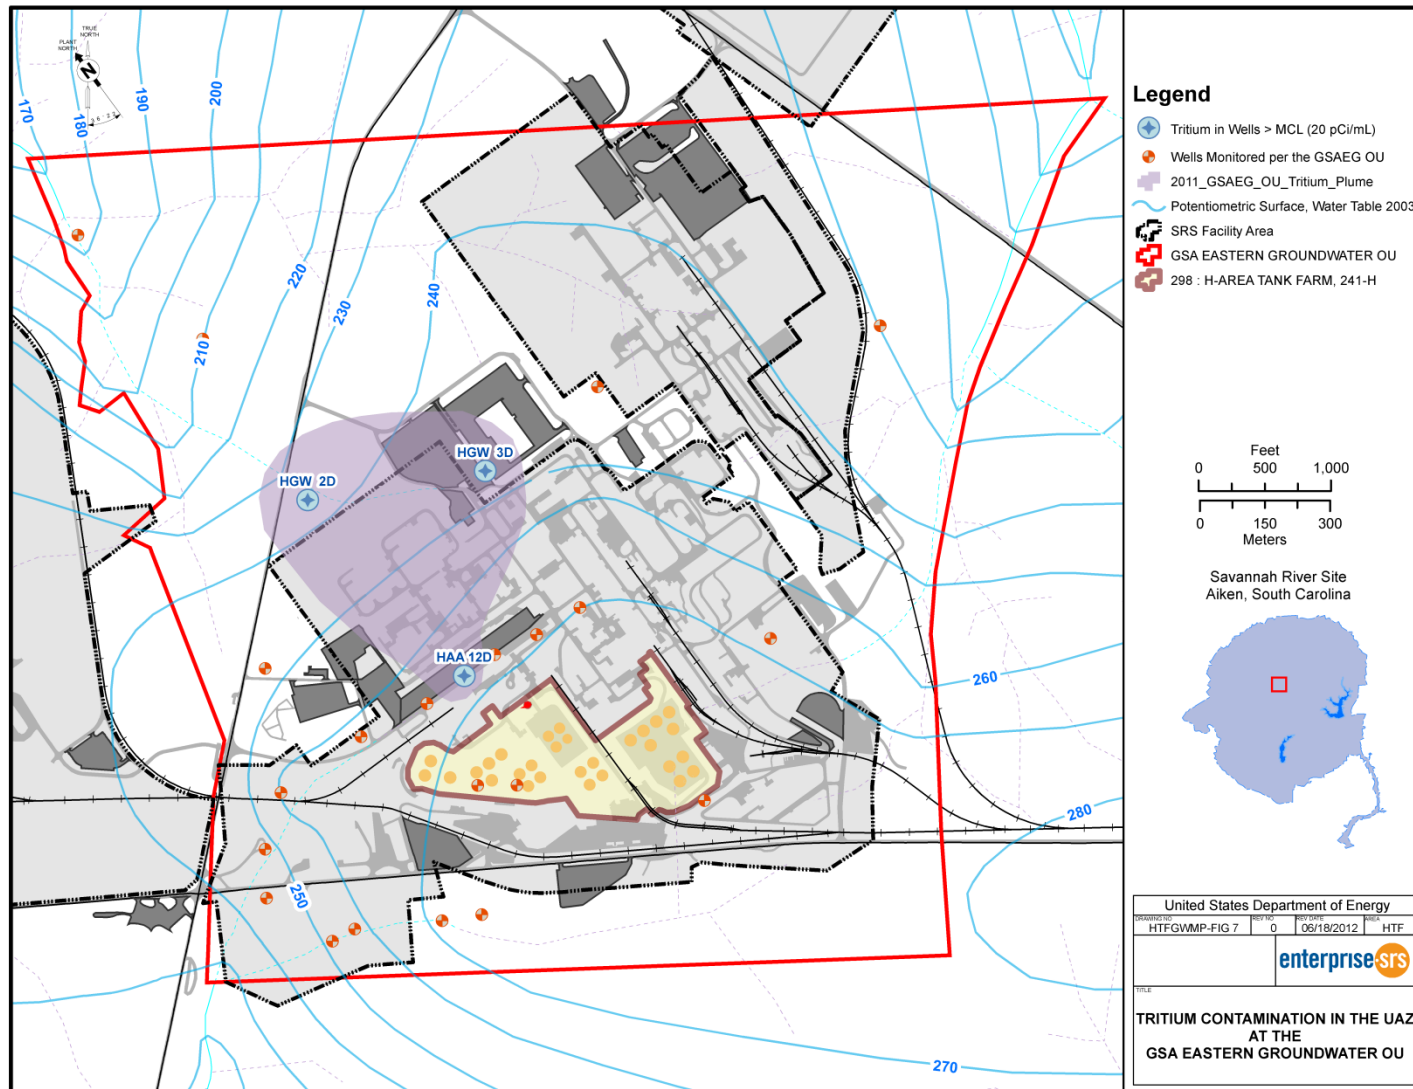 TRUE
NORTH
PLANT
NORTH
N
170
180
190
200
210
220
230
240
250
260
270
280
HGW 3D
HGW 2D
HAA 12D
Legend
Tritium in Wells > MCL (20 pCi/mL)
Wells Monitored per the GSAEG OU
2011_GSAEG_OU_Tritium_Plume
Potentiometric Surface, Water Table 2003
SRS Facility Area
GSA EASTERN GROUNDWATER OU
298 : H-AREA TANK FARM, 241-H
Feet
0 500 1,000
0 150 300
Meters
Savannah River Site
Aiken, South Carolina
United States Department of Energy
DRAWING NO REV NO REV DATE AREA
HTFGWMP-FIG 7 0 06/18/2012 HTF
enterprise·srs
TITLE
TRITIUM CONTAMINATION IN THE UAZ
AT THE
GSA EASTERN GROUNDWATER OU